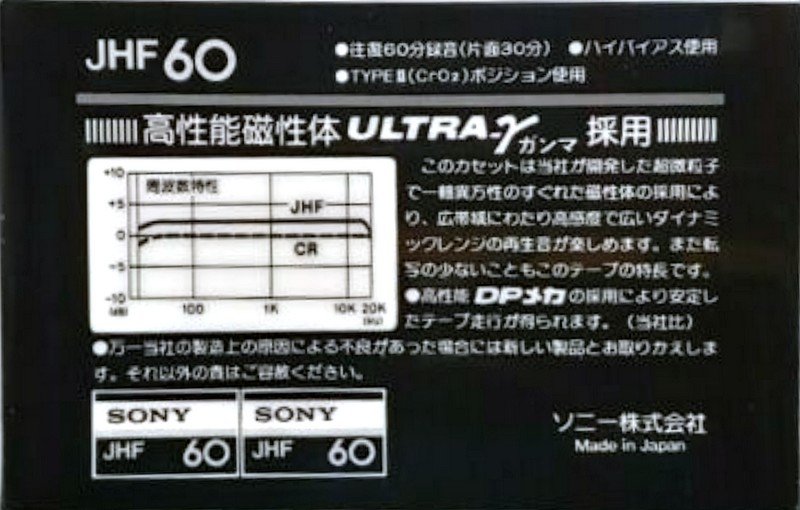 JHF60
●往復60分録音(片面30分) ●ハイバイアス使用
●TYPEⅡ(CrO₂)ポジション使用
高性能磁性体ULTRA-γガンマ採用
+10
+5
0
-5
-10
(dB)
周波数特性
JHF
CR
100
1K
10K
20K
(Hz)
このカセットは当社が開発した超微粒子
で一軸異方性のすぐれた磁性体の採用によ
り、広帯域にわたり高感度で広いダイナミ
ックレンジの再生音が楽しめます。また転
写の少ないこともこのテープの特長です。
●高性能DPメカの採用により安定し
たテープ走行が得られます。(当社比)
●万一当社の製造上の原因による不良があった場合には新しい製品とお取りかえしま
す。それ以外の責はご容赦ください。
SONY
JHF 60
SONY
JHF 60
ソニー株式会社
Made in Japan